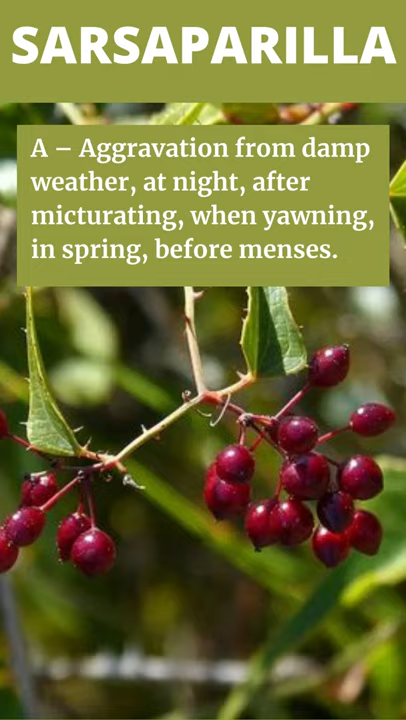 SARSAPARILLA
A – Aggravation from damp
weather, at night, after
micturating, when yawning,
in spring, before menses.